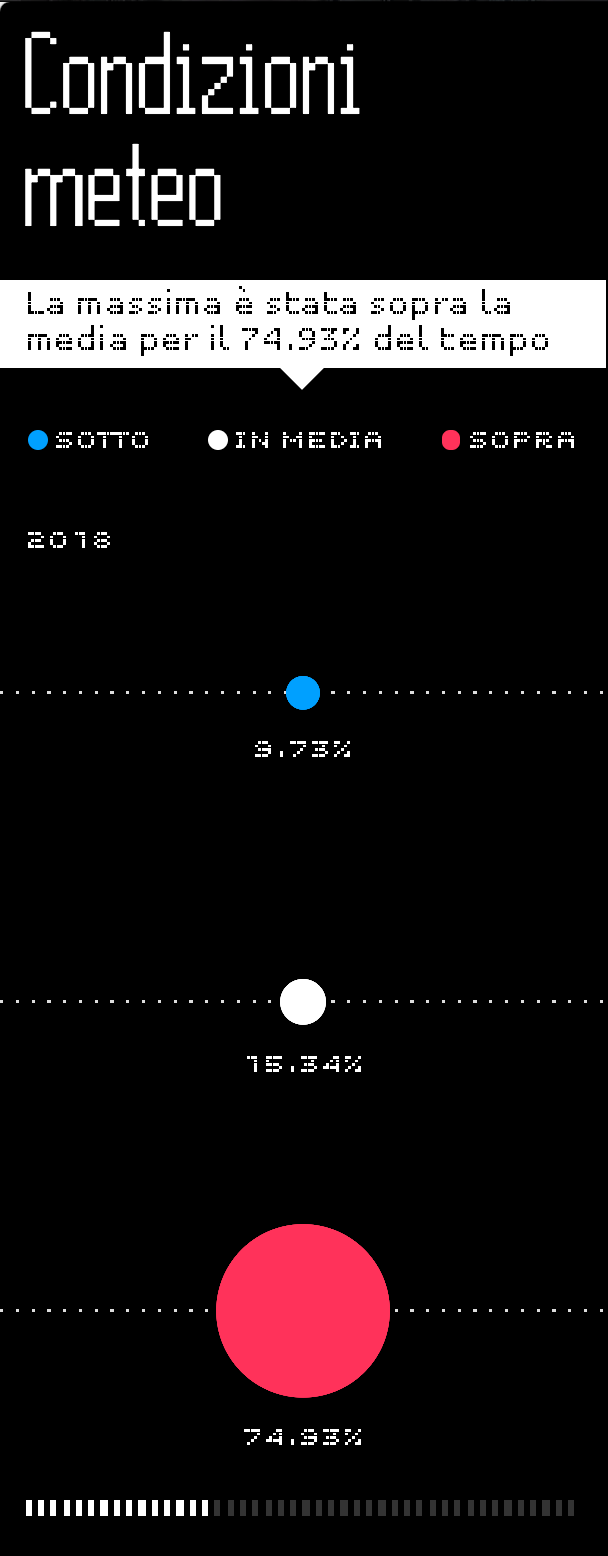 Condizioni
meteo
La massima è stata sopra la
media per il 74.93% del tempo
SOTTO IN MEDIA SOPRA
2018
9.73%
15.34%
74.93%